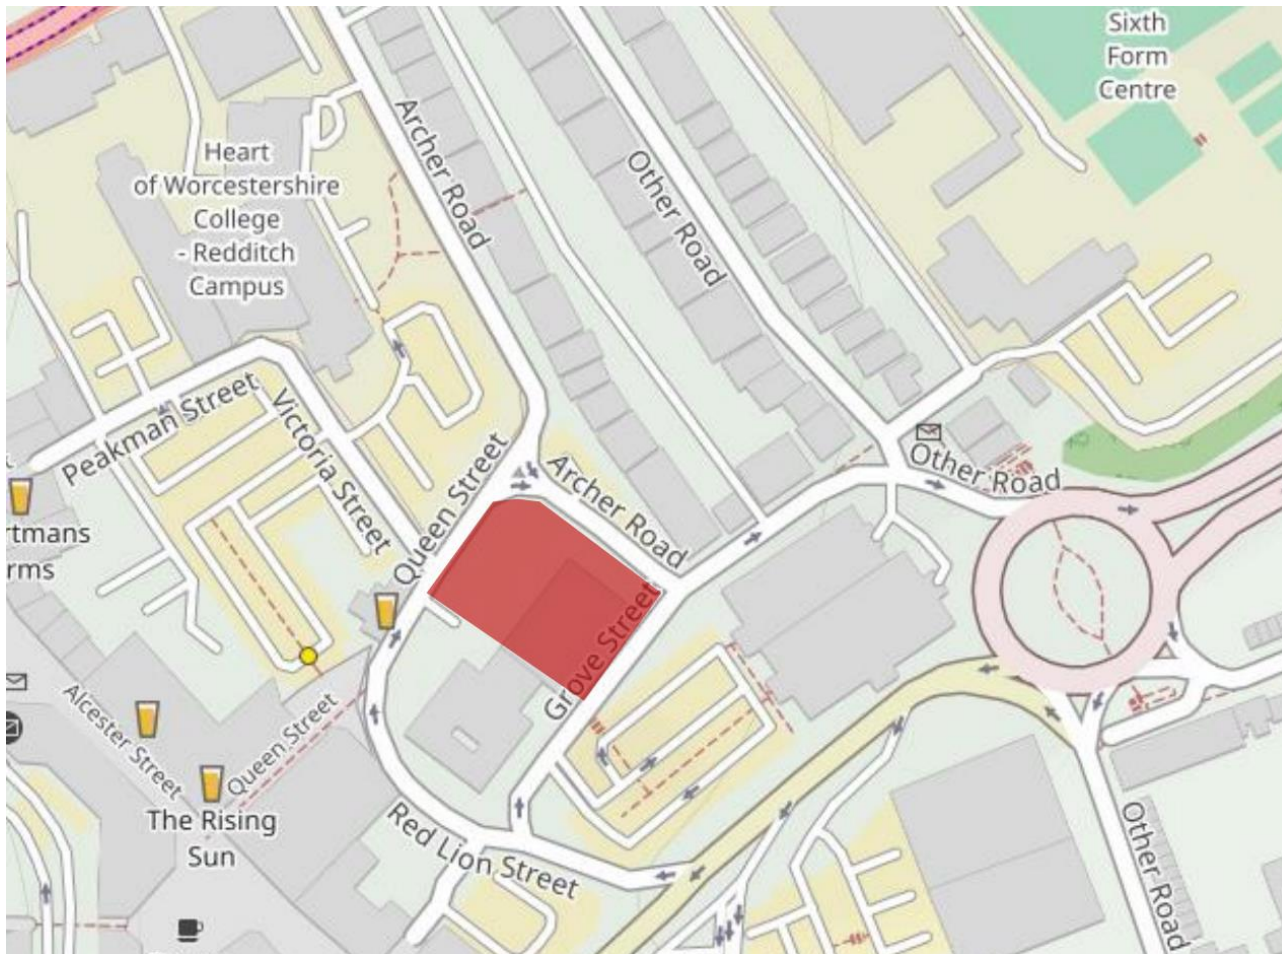 Sixth
Form
Centre
Archer Road
Heart
of Worcestershire
College
- Redditch
Campus
Other Road
Peakman Street
Victoria Street
Queen Street
Archer Road
Other Road
rtmans
rms
Grove Street
Alcester Street
Queen Street
The Rising
Sun
Red Lion Street
Other Road